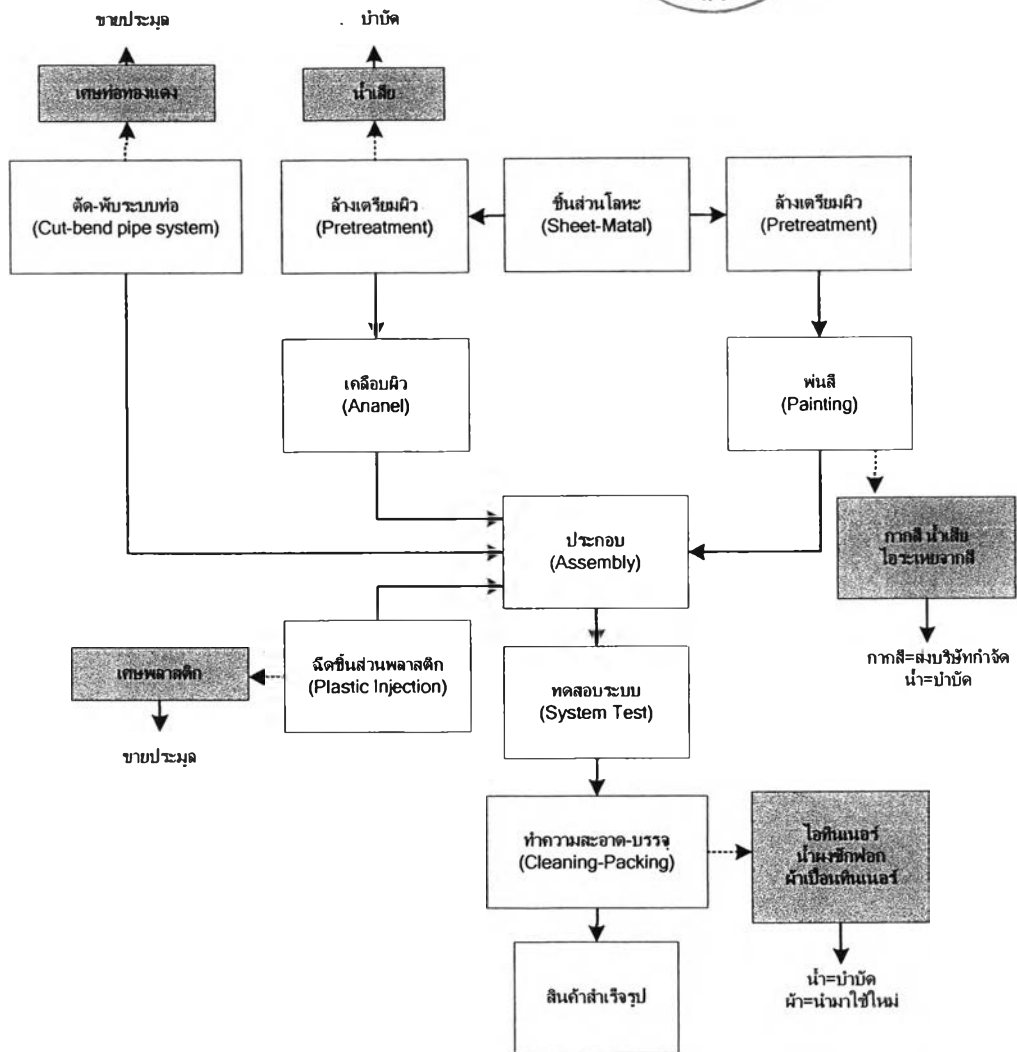 ขายประมูล
. บำบัด
เศษท่อทองแดง
น้ำเสีย
ตัด-พับระบบท่อ
(Cut-bend pipe system)
ล้างเตรียมผิว
(Pretreatment)
ชิ้นส่วนโลหะ
(Sheet-Matal)
ล้างเตรียมผิว
(Pretreatment)
เคลือบผิว
(Ananel)
พ่นสี
(Painting)
ประกอบ
(Assembly)
กากสี น้ำเสีย
ไอระเหยจากสี
กากสี=ส่งบริษัทกำจัด
น้ำ=บำบัด
เศษพลาสติก
ขายประมูล
ฉีดชิ้นส่วนพลาสติก
(Plastic Injection)
ทดสอบระบบ
(System Test)
ทำความสะอาด-บรรจุ
(Cleaning-Packing)
ไอทินเนอร์
น้ำผงซักฟอก
ผ้าเปื้อนทินเนอร์
น้ำ=บำบัด
ผ้า=นำมาใช้ใหม่
สินค้าสำเร็จรูป